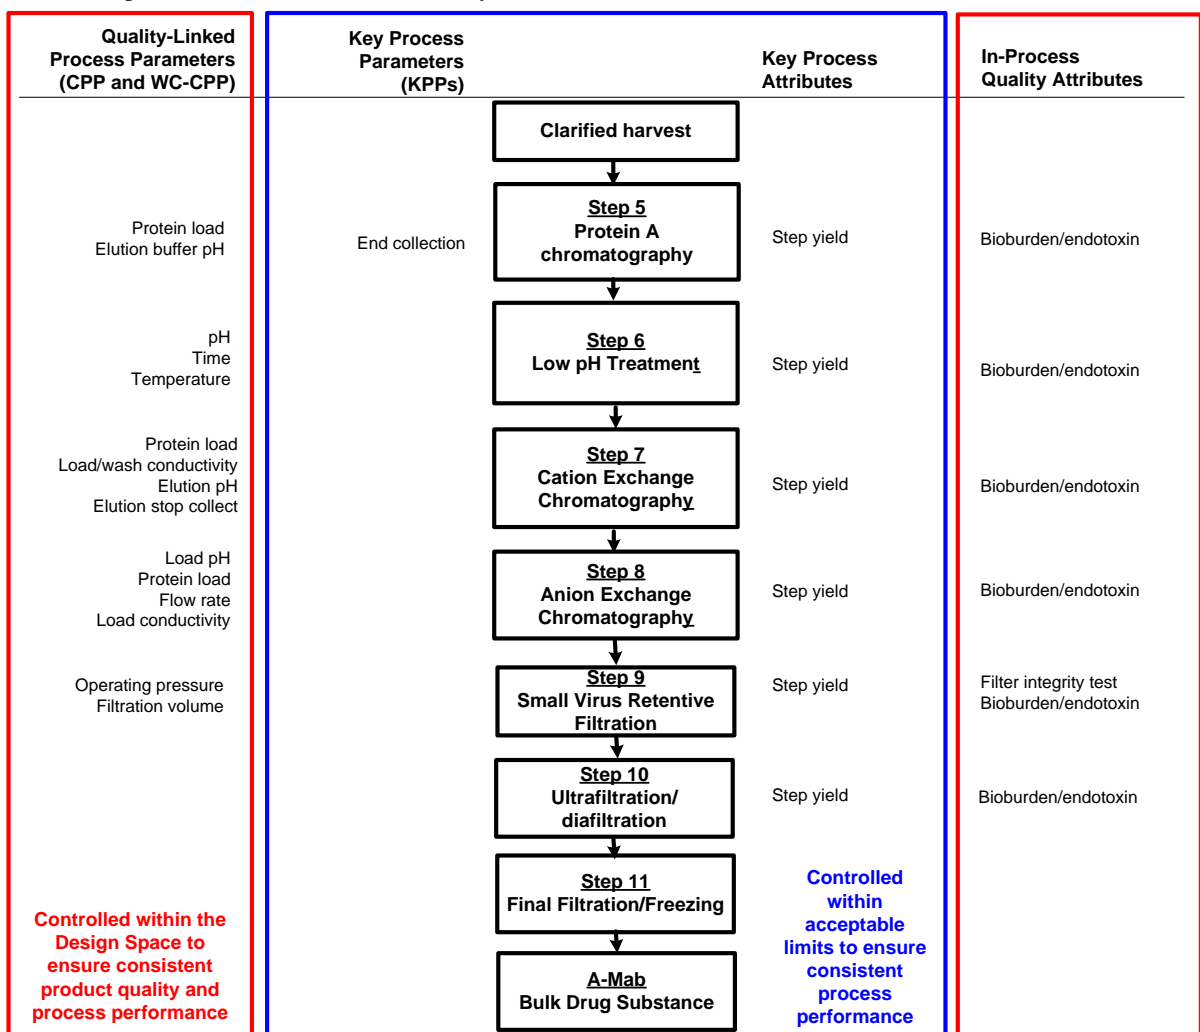 Quality-Linked
Process Parameters
(CPP and WC-CPP)
Key Process
Parameters
(KPPs)
Key Process
Attributes
In-Process
Quality Attributes
Clarified harvest
Protein load
Elution buffer pH
End collection
Step 5
Protein A
chromatography
Step yield
Bioburden/endotoxin
pH
Time
Temperature
Step 6
Low pH Treatment
Step yield
Bioburden/endotoxin
Protein load
Load/wash conductivity
Elution pH
Elution stop collect
Step 7
Cation Exchange
Chromatography
Step yield
Bioburden/endotoxin
Load pH
Protein load
Flow rate
Load conductivity
Step 8
Anion Exchange
Chromatography
Step yield
Bioburden/endotoxin
Operating pressure
Filtration volume
Step 9
Small Virus Retentive
Filtration
Step yield
Filter integrity test
Bioburden/endotoxin
Step 10
Ultrafiltration/
diafiltration
Step yield
Bioburden/endotoxin
Step 11
Final Filtration/Freezing
A-Mab
Bulk Drug Substance
Controlled within the
Design Space to
ensure consistent
product quality and
process performance
Controlled
within
acceptable
limits to ensure
consistent
process
performance